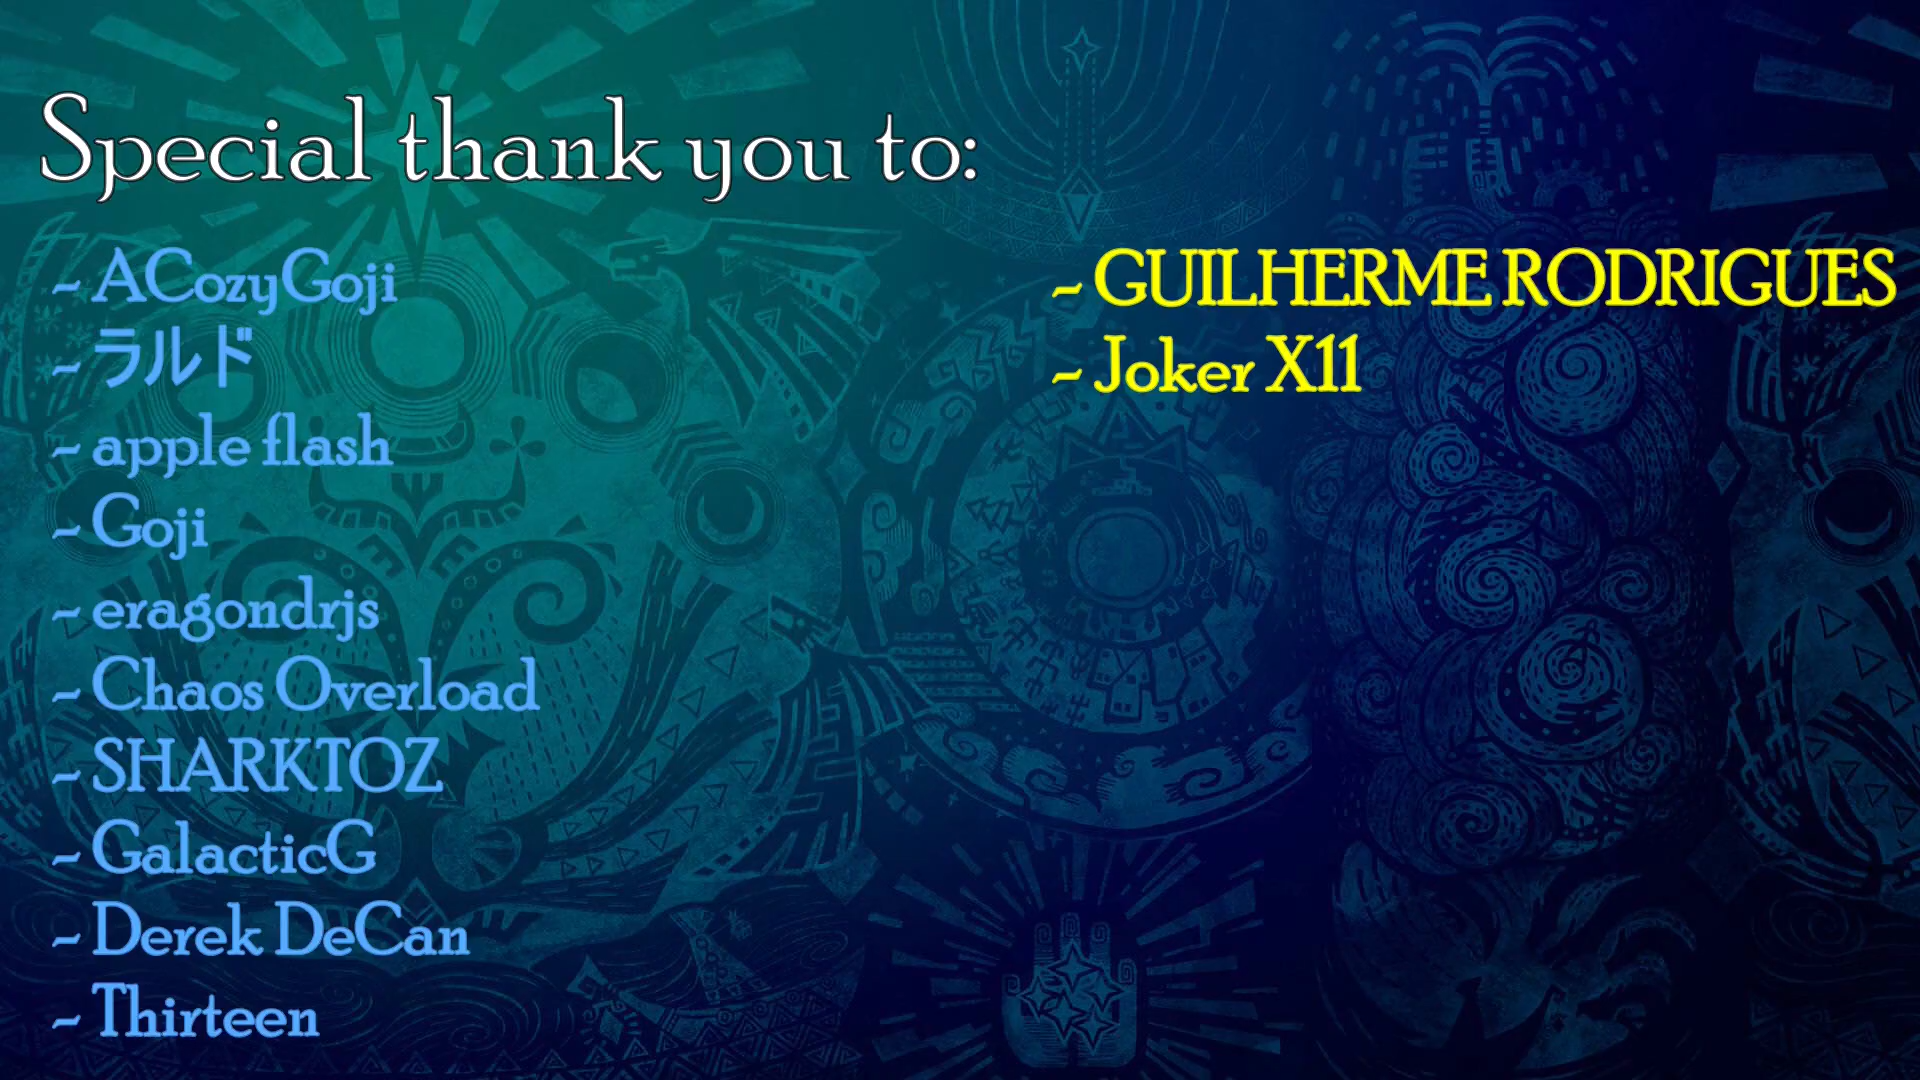 Special thank you to:
~ ACozyGoji
~ ラルド
~ apple flash
~ Goji
~ eragondrjs
~ Chaos Overload
~ SHARKTOZ
~ GalacticG
~ Derek DeCan
~ Thirteen
~ GUILHERME RODRIGUES
~ Joker X11